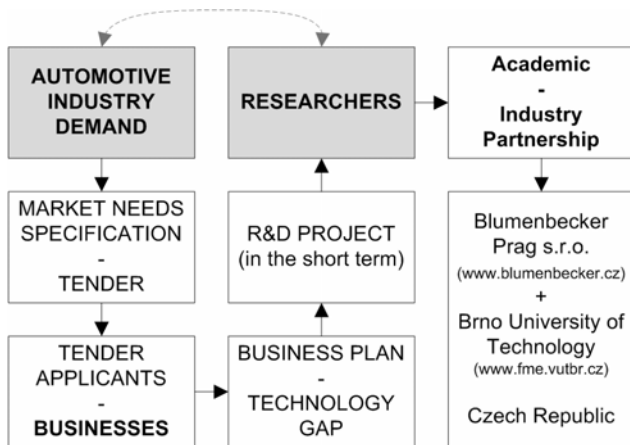 AUTOMOTIVE
INDUSTRY
DEMAND
MARKET NEEDS
SPECIFICATION
-
TENDER
TENDER
APPLICANTS
-
BUSINESSES
BUSINESS PLAN
-
TECHNOLOGY
GAP
R&D PROJECT
(in the short term)
RESEARCHERS
Academic
-
Industry
Partnership
Blumenbecker
Prag s.r.o.
(www.blumenbecker.cz)
+
Brno University of
Technology
(www.fme.vutbr.cz)
Czech Republic